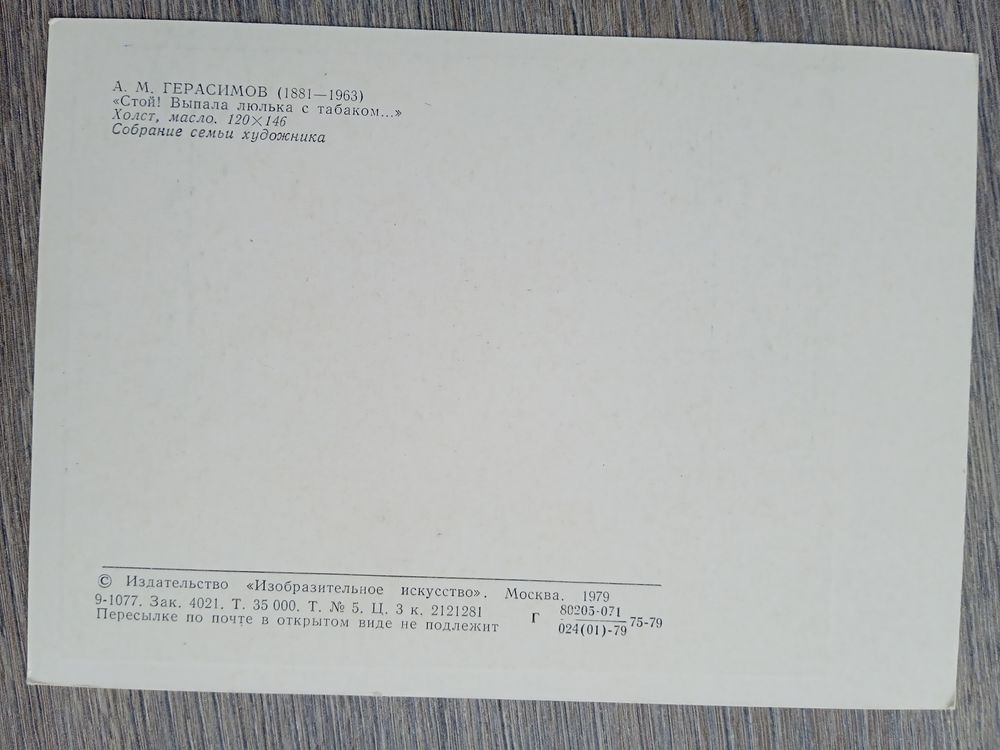 А. М. ГЕРАСИМОВ (1881—1963)
«Стой! Выпала люлька с табаком...»
Холст, масло. 120×146
Собрание семьи художника
© Издательство «Изобразительное искусство». Москва. 1979
9-1077. Зак. 4021. Т. 35 000. Т. № 5. Ц. 3 к. 2121281
Пересылке по почте в открытом виде не подлежит
Г 80205-071
024(01)-79 75-79